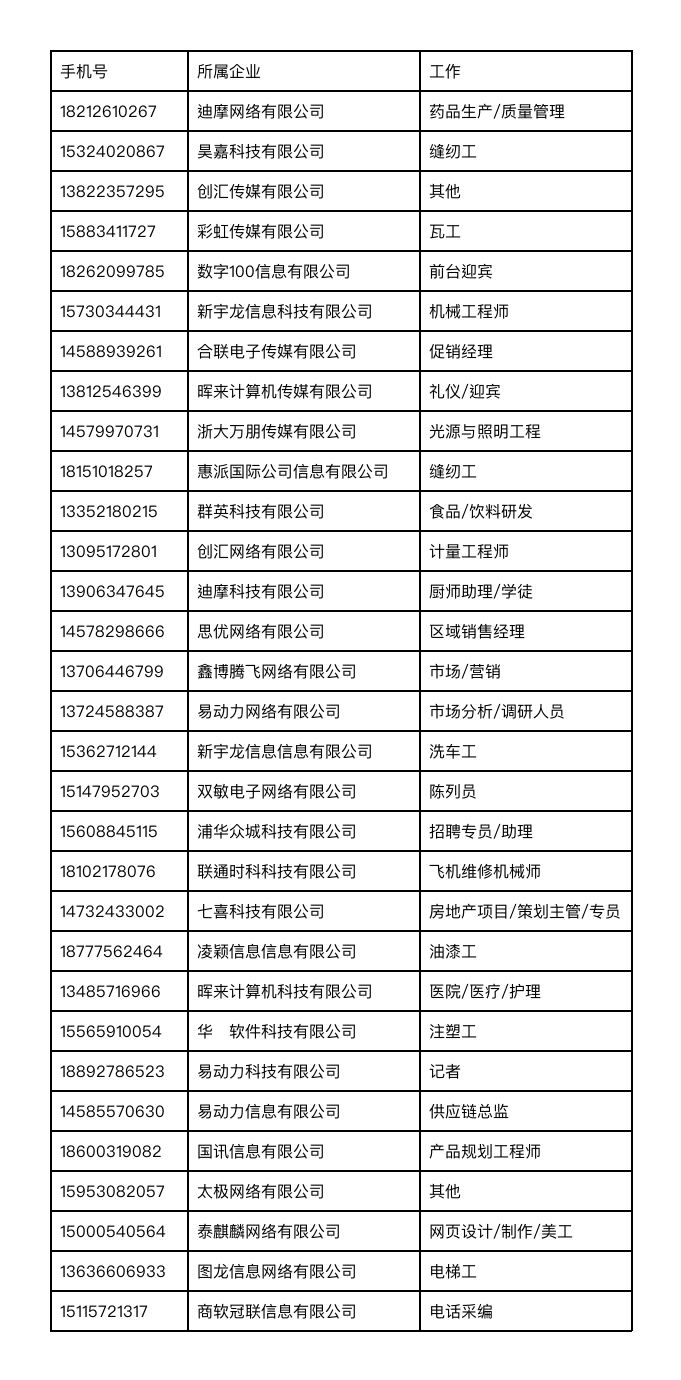 手机号 所属企业 工作
18212610267 迪摩网络有限公司 药品生产/质量管理
15324020867 昊嘉科技有限公司 缝纫工
13822357295 创汇传媒有限公司 其他
15883411727 彩虹传媒有限公司 瓦工
18262099785 数字100信息有限公司 前台迎宾
15730344431 新宇龙信息科技有限公司 机械工程师
14588939261 合联电子传媒有限公司 促销经理
13812546399 晖来计算机传媒有限公司 礼仪/迎宾
14579970731 浙大万朋传媒有限公司 光源与照明工程
18151018257 惠派国际公司信息有限公司 缝纫工
13352180215 群英科技有限公司 食品/饮料研发
13095172801 创汇网络有限公司 计量工程师
13906347645 迪摩科技有限公司 厨师助理/学徒
14578298666 思优网络有限公司 区域销售经理
13706446799 鑫博腾飞网络有限公司 市场/营销
13724588387 易动力网络有限公司 市场分析/调研人员
15362712144 新宇龙信息信息有限公司 洗车工
15147952703 双敏电子网络有限公司 陈列员
15608845115 浦华众城科技有限公司 招聘专员/助理
18102178076 联通时科科技有限公司 飞机维修机械师
14732433002 七喜科技有限公司 房地产项目/策划主管/专员
18777562464 凌颖信息信息有限公司 油漆工
13485716966 晖来计算机科技有限公司 医院/医疗/护理
15565910054 华　软件科技有限公司 注塑工
18892786523 易动力科技有限公司 记者
14585570630 易动力信息有限公司 供应链总监
18600319082 国讯信息有限公司 产品规划工程师
15953082057 太极网络有限公司 其他
15000540564 泰麒麟网络有限公司 网页设计/制作/美工
13636606933 图龙信息网络有限公司 电梯工
15115721317 商软冠联信息有限公司 电话采编